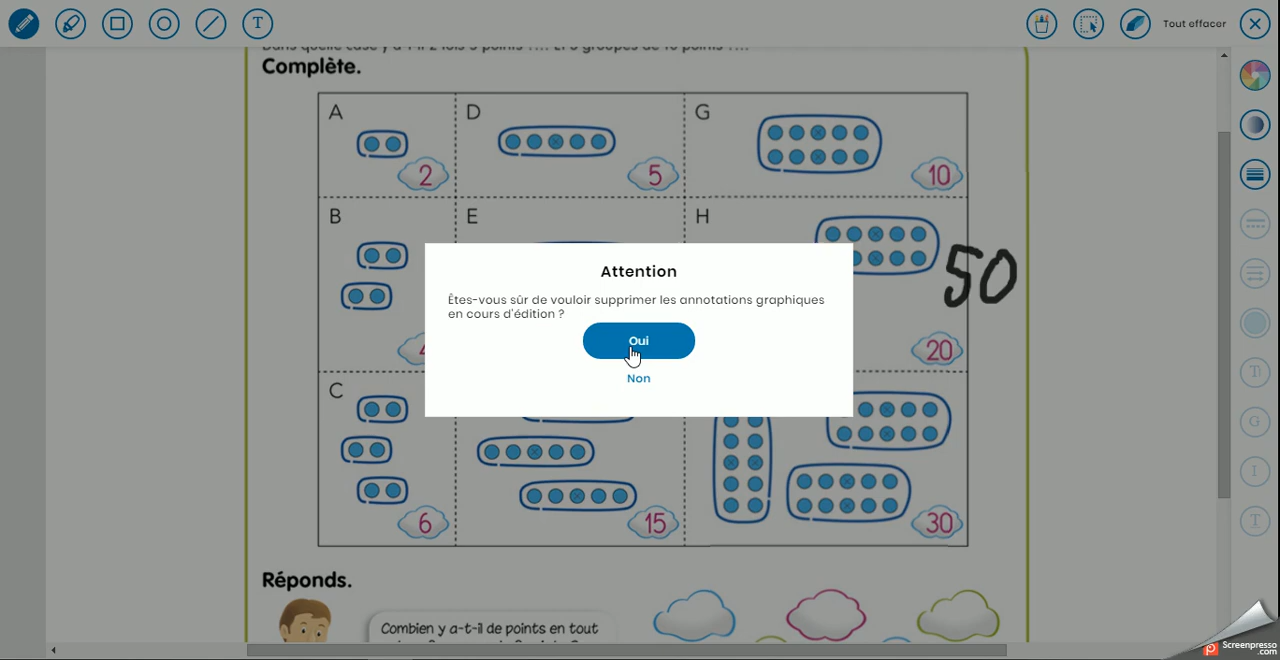 T
Tout effacer
Complète.
A
D
G
2
5
10
B
E
H
50
Attention
Êtes-vous sûr de vouloir supprimer les annotations graphiques
en cours d'édition ?
Oui
Non
20
C
6
15
30
Réponds.
Combien y a-t-il de points en tout
T
G
I
T
Screenpresso
.com